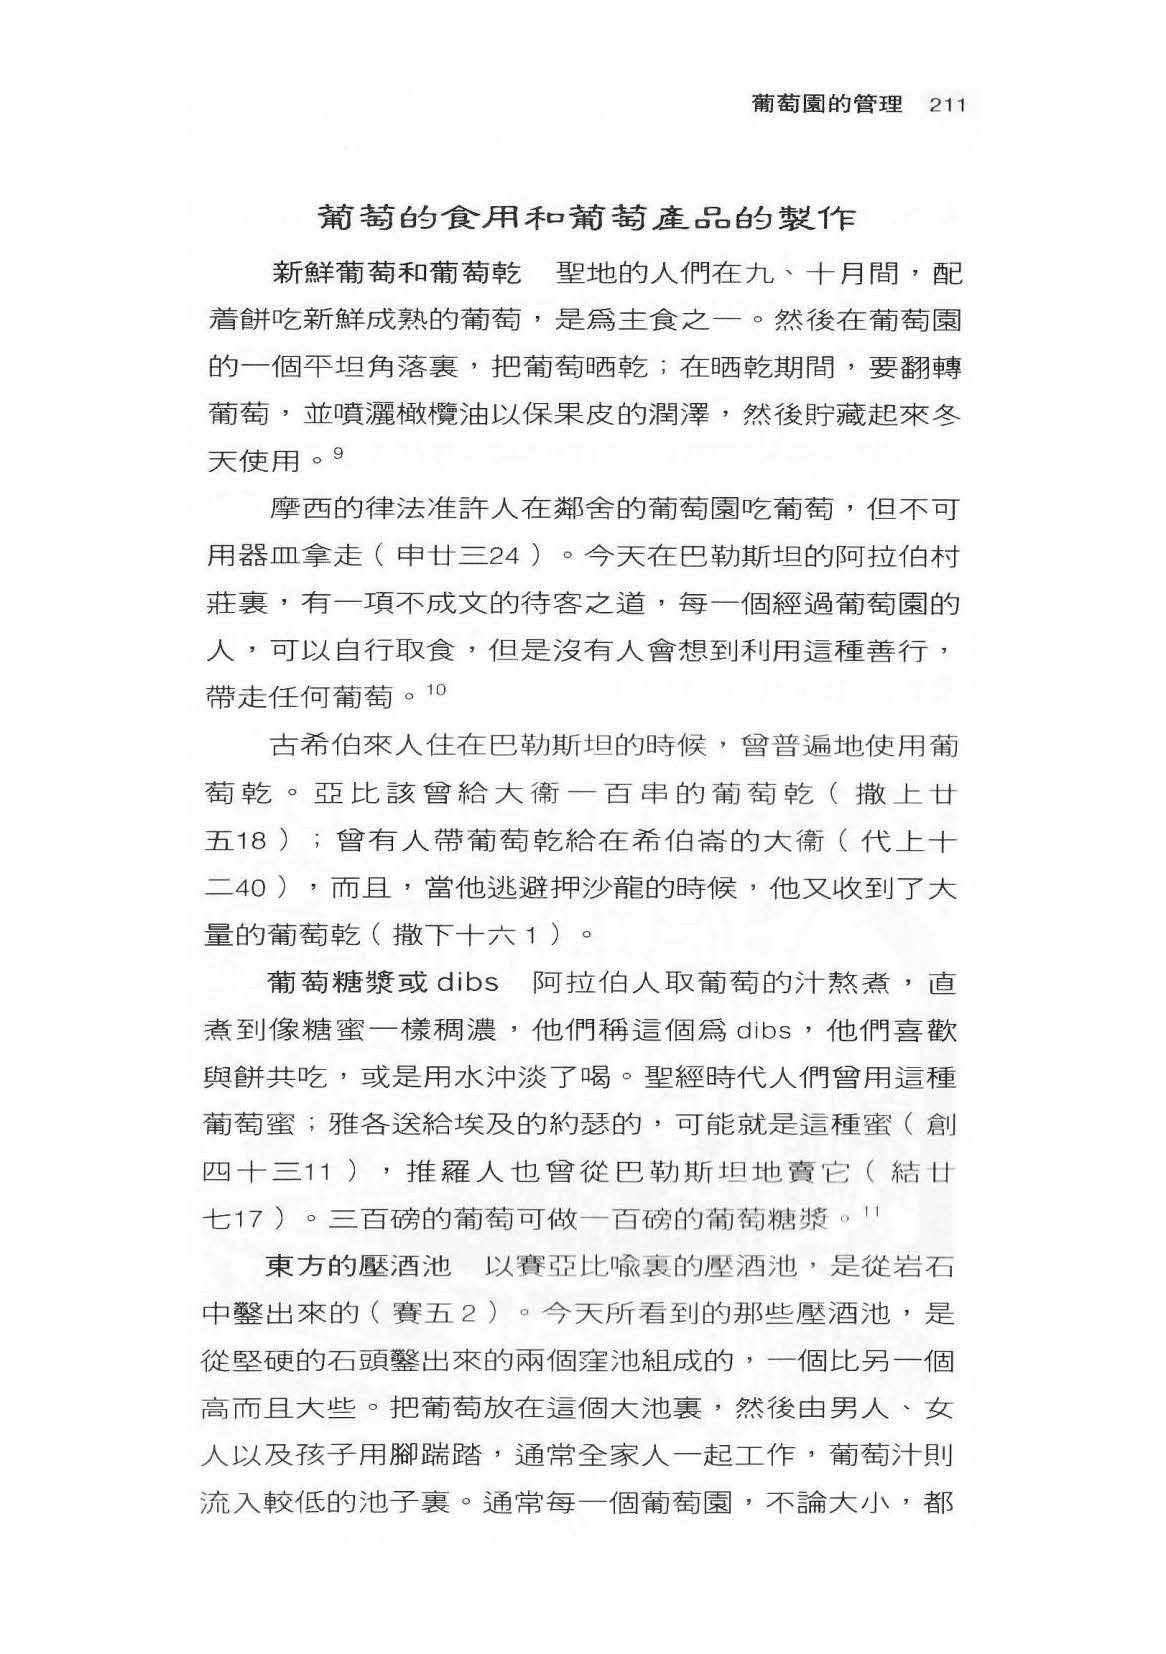 葡萄園的管理 211
葡萄的食用和葡萄產品的製作
新鮮葡萄和葡萄乾 聖地的人們在九、十月間，配
着餅吃新鮮成熟的葡萄，是爲主食之一。然後在葡萄園
的一個平坦角落裏，把葡萄晒乾；在晒乾期間，要翻轉
葡萄，並噴灑橄欖油以保果皮的潤澤，然後貯藏起來冬
天使用。9
摩西的律法准許人在鄰舍的葡萄園吃葡萄，但不可
用器皿拿走（申廿三24）。今天在巴勒斯坦的阿拉伯村
莊裏，有一項不成文的待客之道，每一個經過葡萄園的
人，可以自行取食，但是沒有人會想到利用這種善行，
帶走任何葡萄。10
古希伯來人住在巴勒斯坦的時候，曾普遍地使用葡
萄乾。亞比該曾給大衞一百串的葡萄乾（撒上廿
五18）；曾有人帶葡萄乾給在希伯崙的大衞（代上十
二40），而且，當他逃避押沙龍的時候，他又收到了大
量的葡萄乾（撒下十六1）。
葡萄糖漿或dibs 阿拉伯人取葡萄的汁熬煮，直
煮到像糖蜜一樣稠濃，他們稱這個爲dibs，他們喜歡
與餅共吃，或是用水沖淡了喝。聖經時代人們曾用這種
葡萄蜜；雅各送給埃及的約瑟的，可能就是這種蜜（創
四十三11），推羅人也曾從巴勒斯坦地賣它（結廿
七17）。三百磅的葡萄可做一百磅的葡萄糖漿。11
東方的壓酒池 以賽亞比喩裏的壓酒池，是從岩石
中鑿出來的（賽五2）。今天所看到的那些壓酒池，是
從堅硬的石頭鑿出來的兩個窪池組成的，一個比另一個
高而且大些。把葡萄放在這個大池裏，然後由男人、女
人以及孩子用腳踹踏，通常全家人一起工作，葡萄汁則
流入較低的池子裏。通常每一個葡萄園，不論大小，都